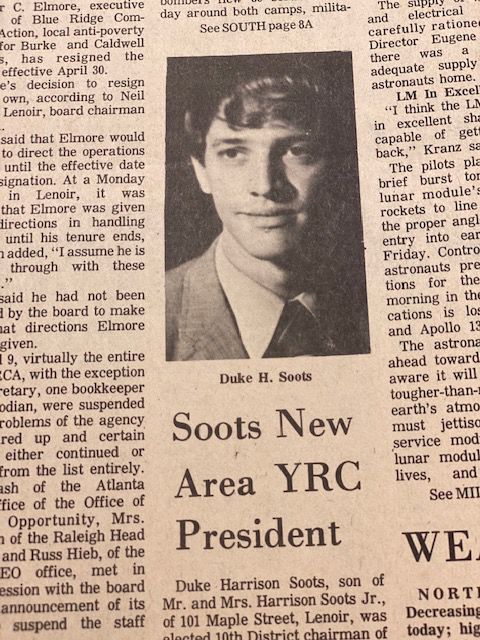 C. Elmore, executive
of Blue Ridge Com-
Action, local anti-poverty
for Burke and Caldwell
s, has resigned the
effective April 30.
e's decision to resign
own, according to Neil
Lenoir, board chairman
said that Elmore would
to direct the operations
until the effective date
signation. At a Monday
in Lenoir, it was
that Elmore was given
directions in handling
until his tenure ends,
added, "I assume he is
through with these
."
said he had not been
d by the board to make
hat directions Elmore
given.
9, virtually the entire
RCA, with the exception
retary, one bookkeeper
odian, were suspended
problems of the agency
red up and certain
either continued or
from the list entirely.
ash of the Atlanta
ffice of the Office of
Opportunity, Mrs.
n of the Raleigh Head
and Russ Hieb, of the
EO office, met in
ession with the board
announcement of its
suspend the staff
day around both camps, milita-
See SOUTH page 8A
Duke H. Soots
Soots New
Area YRC
President
Duke Harrison Soots, son of
Mr. and Mrs. Harrison Soots Jr.,
of 101 Maple Street, Lenoir, was
elected 10th District chairman of
The supply of
and electrical
carefully ratione
Director Eugene
there was a
adequate supply
astronauts home.
LM In Excel
"I think the LM
in excellent sha
capable of gett
back," Kranz sa
The pilots pla
brief burst
lunar module's
rockets to line
the proper angl
entry into ear
Friday. Contro
astronauts pre
tions for the
morning in the
cations is los
and Apollo 13
The astrona
ahead toward
aware it will
tougher-than-
earth's atmo
must jettiso
service mod
lunar modul
lives, and
See MI
WEA
NORT
Decreasing
today; hig